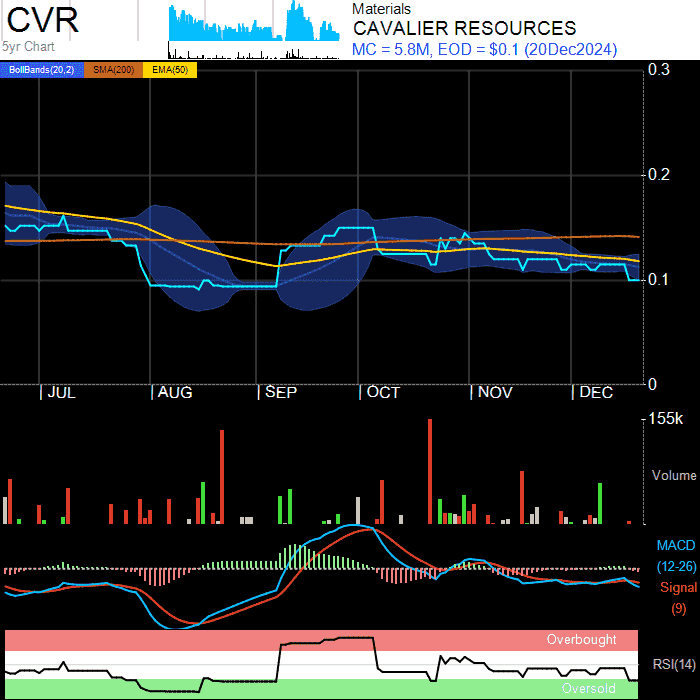 CVR
5yr Chart
Materials
CAVALIER RESOURCES
MC = 5.8M, EOD = $0.1 (20Dec2024)
BollBands(20,2) SMA(200) EMA(50)
0.3
0.2
0.1
0
| JUL | AUG | SEP | OCT | NOV | DEC
155k
Volume
MACD
(12-26)
Signal
(9)
Overbought
RSI(14)
Oversold